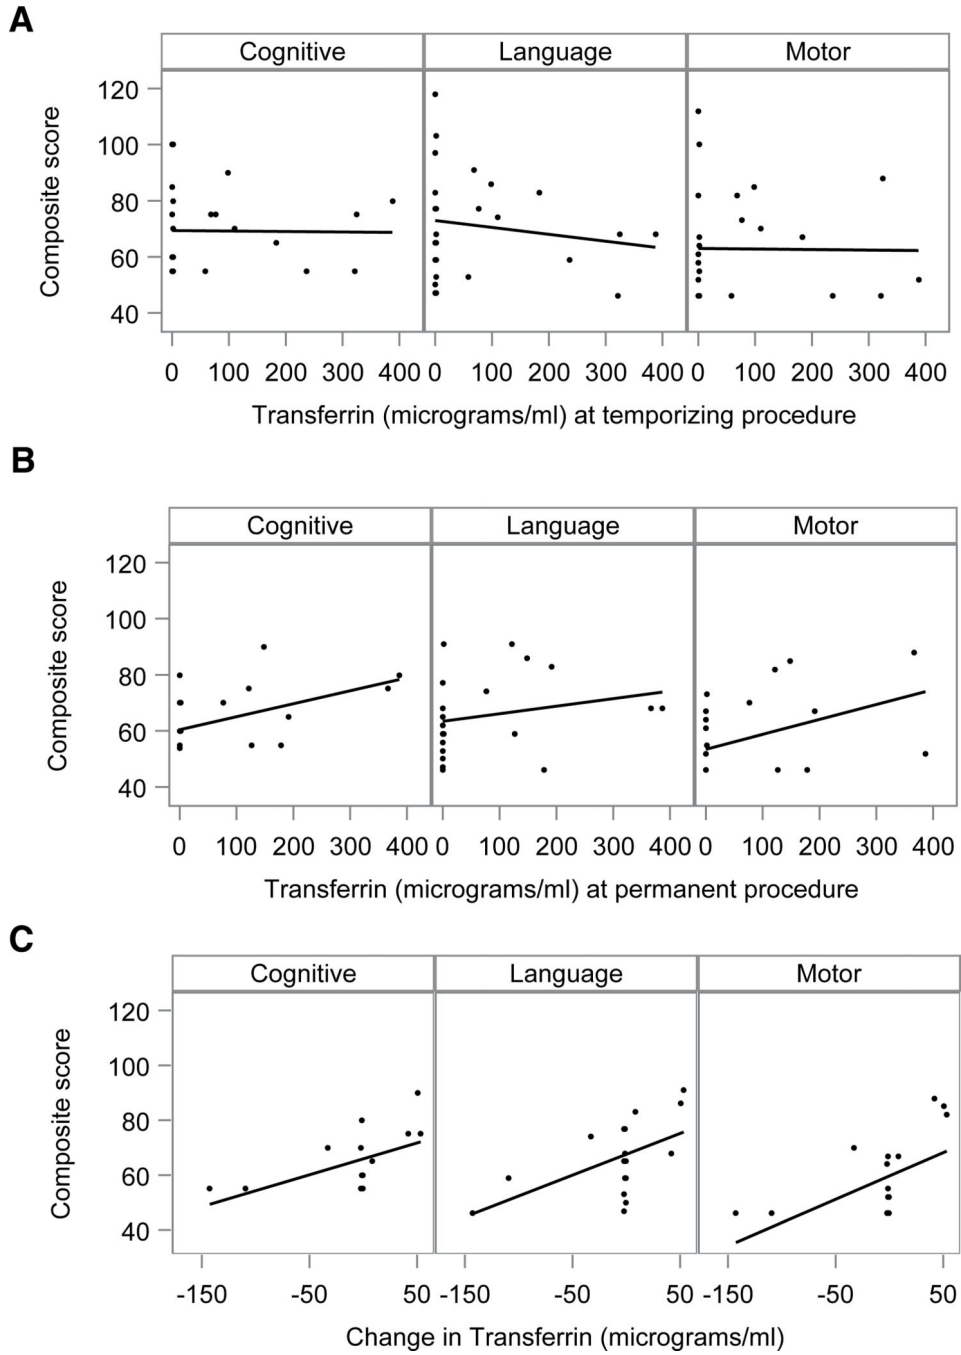 A
Cognitive Language Motor
Composite score
120
100
80
60
40
0 100 200 300 400 0 100 200 300 400 0 100 200 300 400
Transferrin (micrograms/ml) at temporizing procedure
B
Cognitive Language Motor
Composite score
120
100
80
60
40
0 100 200 300 400 0 100 200 300 400 0 100 200 300 400
Transferrin (micrograms/ml) at permanent procedure
C
Cognitive Language Motor
Composite score
120
100
80
60
40
-150 -50 50 -150 -50 50 -150 -50 50
Change in Transferrin (micrograms/ml)